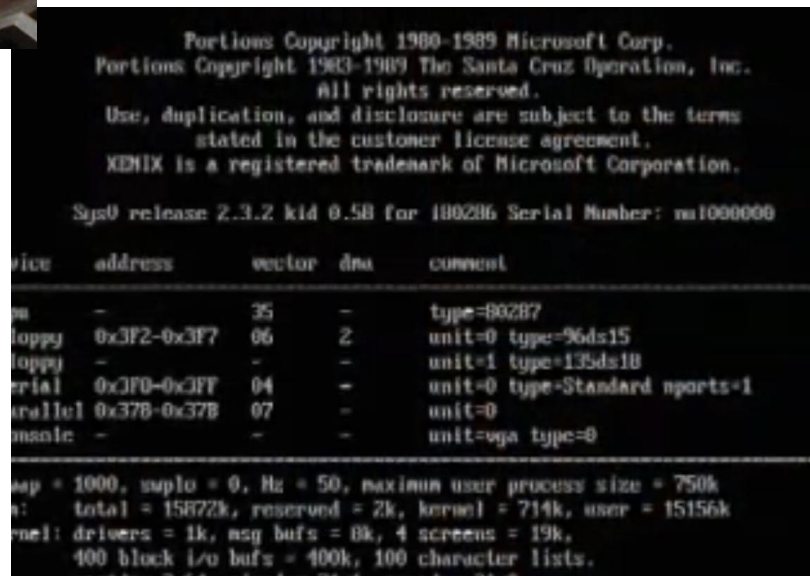 Portions Copyright 1980-1989 Microsoft Corp.
Portions Copyright 1983-1989 The Santa Cruz Operation, Inc.
All rights reserved.
Use, duplication, and disclosure are subject to the terms
stated in the customer license agreement.
XENIX is a registered trademark of Microsoft Corporation.
SysV release 2.3.2 kid 0.58 for i80286 Serial Number:
vice address vector dma comment
- 35 - type=80287
loppy 0x3F2-0x3F7 06 2 unit=0 type=96ds15
loppy - - - unit=1 type=135ds18
erial 0x3F8-0x3FF 04 - unit=0 type=Standard nports=1
arallel 0x378-0x37B 07 - unit=0
onsole - - - unit=vga type=0
ap = 1000, swplo = 0, Hz = 50, maximum user process size = 750k
total = 15872k, reserved = 2k, kernel = 714k, user = 15156k
nel: drivers = 1k, msg bufs = 8k, 4 screens = 19k,
400 block i/o bufs = 400k, 100 character lists.